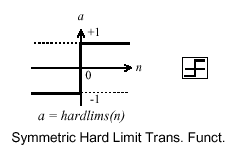 a
+1
n
0
-1
a = hardlims(n)
Symmetric Hard Limit Trans. Funct.